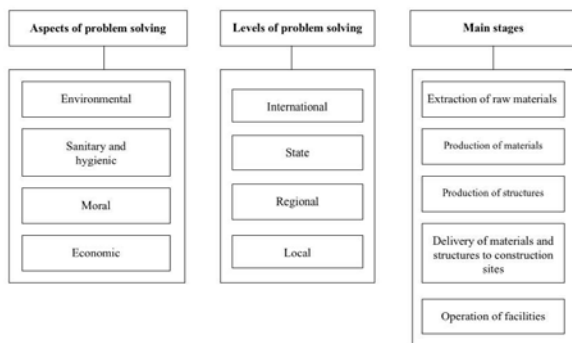 Aspects of problem solving
Environmental
Sanitary and
hygienic
Moral
Economic
Levels of problem solving
International
State
Regional
Local
Main stages
Extraction of raw materials
Production of materials
Production of structures
Delivery of materials and
structures to construction
sites
Operation of facilities